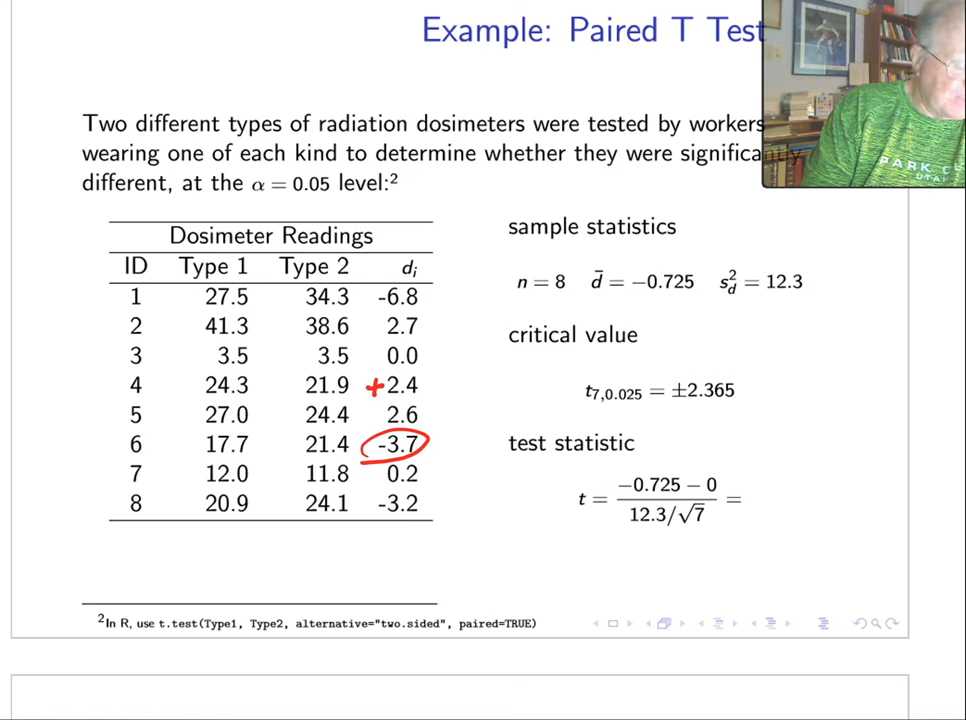 Example: Paired T Test
Two different types of radiation dosimeters were tested by workers
wearing one of each kind to determine whether they were significantly
different, at the α = 0.05 level:²
Dosimeter Readings
ID Type 1 Type 2 dᵢ
1 27.5 34.3 -6.8
2 41.3 38.6 2.7
3 3.5 3.5 0.0
4 24.3 21.9 +2.4
5 27.0 24.4 2.6
6 17.7 21.4 -3.7
7 12.0 11.8 0.2
8 20.9 24.1 -3.2
sample statistics
n = 8 d̄ = −0.725 s²_d = 12.3
critical value
t₇,₀.₀₂₅ = ±2.365
test statistic
t = (−0.725 − 0) / (12.3/√7) =
²In R, use t.test(Type1, Type2, alternative="two.sided", paired=TRUE)
PARK C
UTA